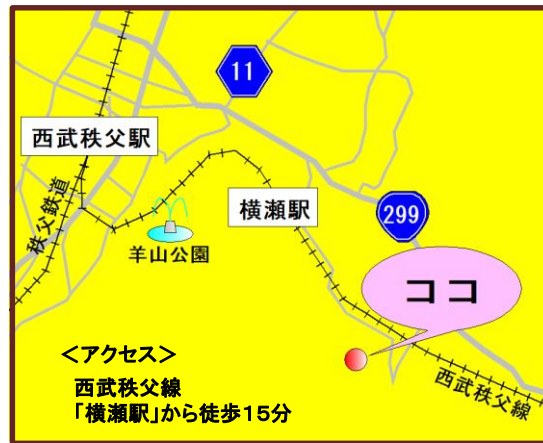 11
西武秩父駅
秩父鉄道
羊山公園
横瀬駅
299
ココ
西武秩父線
＜アクセス＞
西武秩父線
「横瀬駅」から徒歩15分